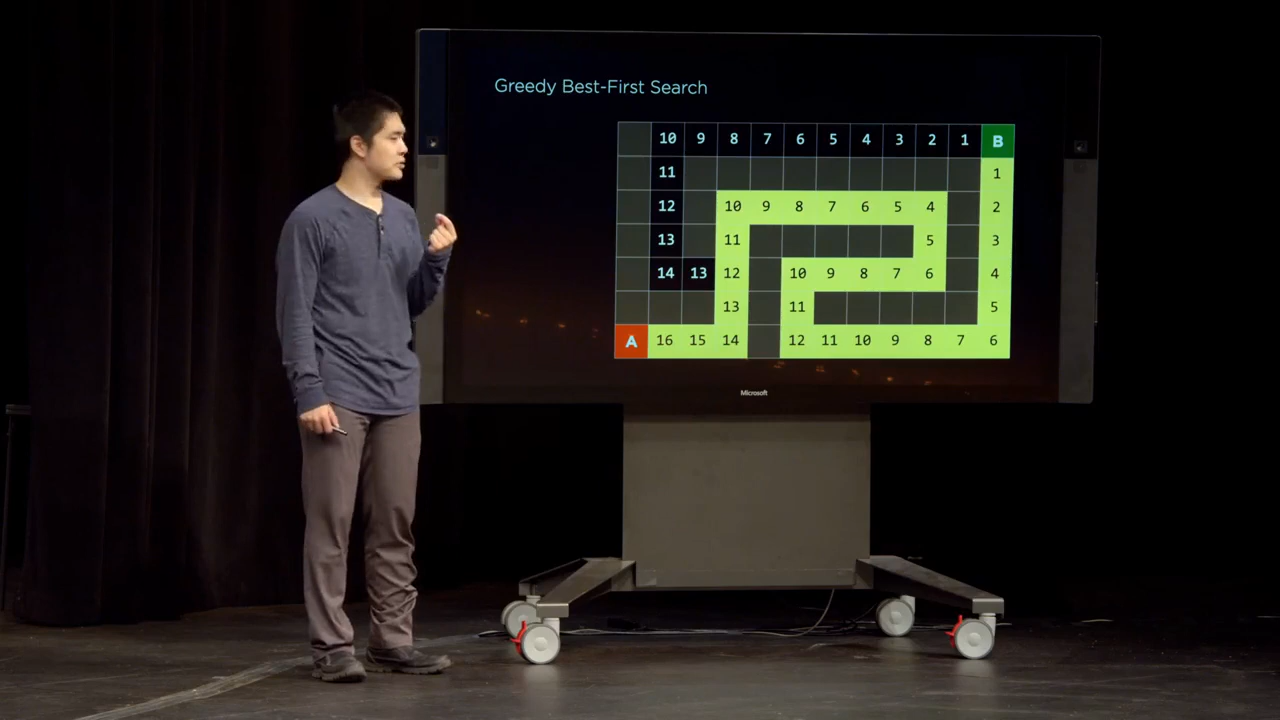 Greedy Best-First Search
10 9 8 7 6 5 4 3 2 1 B
11 1
12 10 9 8 7 6 5 4 2
13 11 5 3
14 13 12 10 9 8 7 6 4
13 11 5
A 16 15 14 12 11 10 9 8 7 6
Microsoft